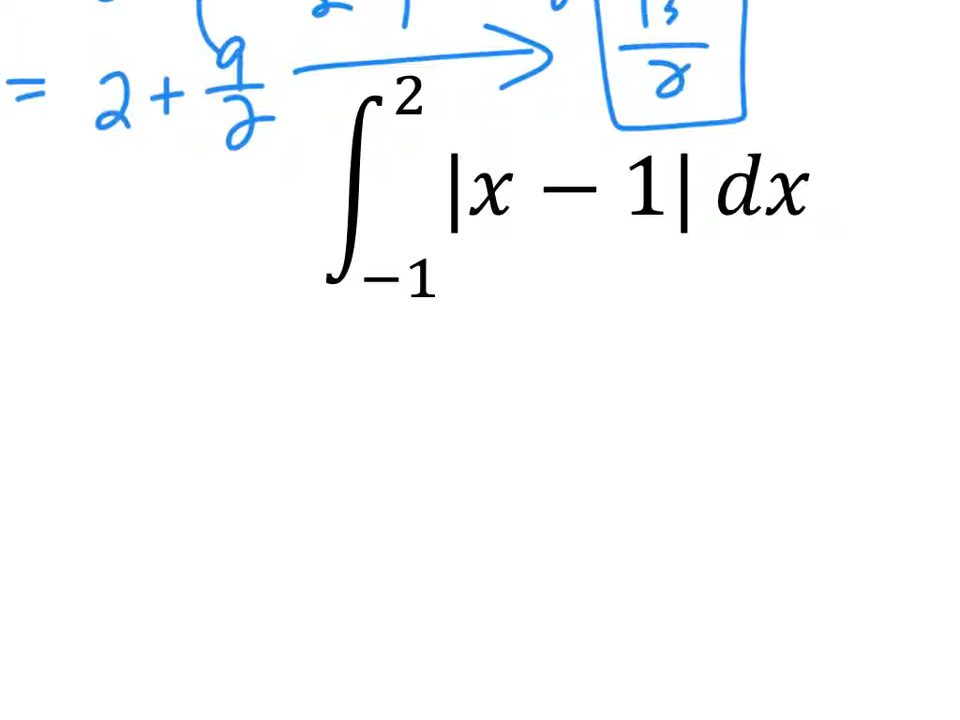 = 2 + 9/2 → 13/2
∫_{-1}^{2} |x − 1| dx